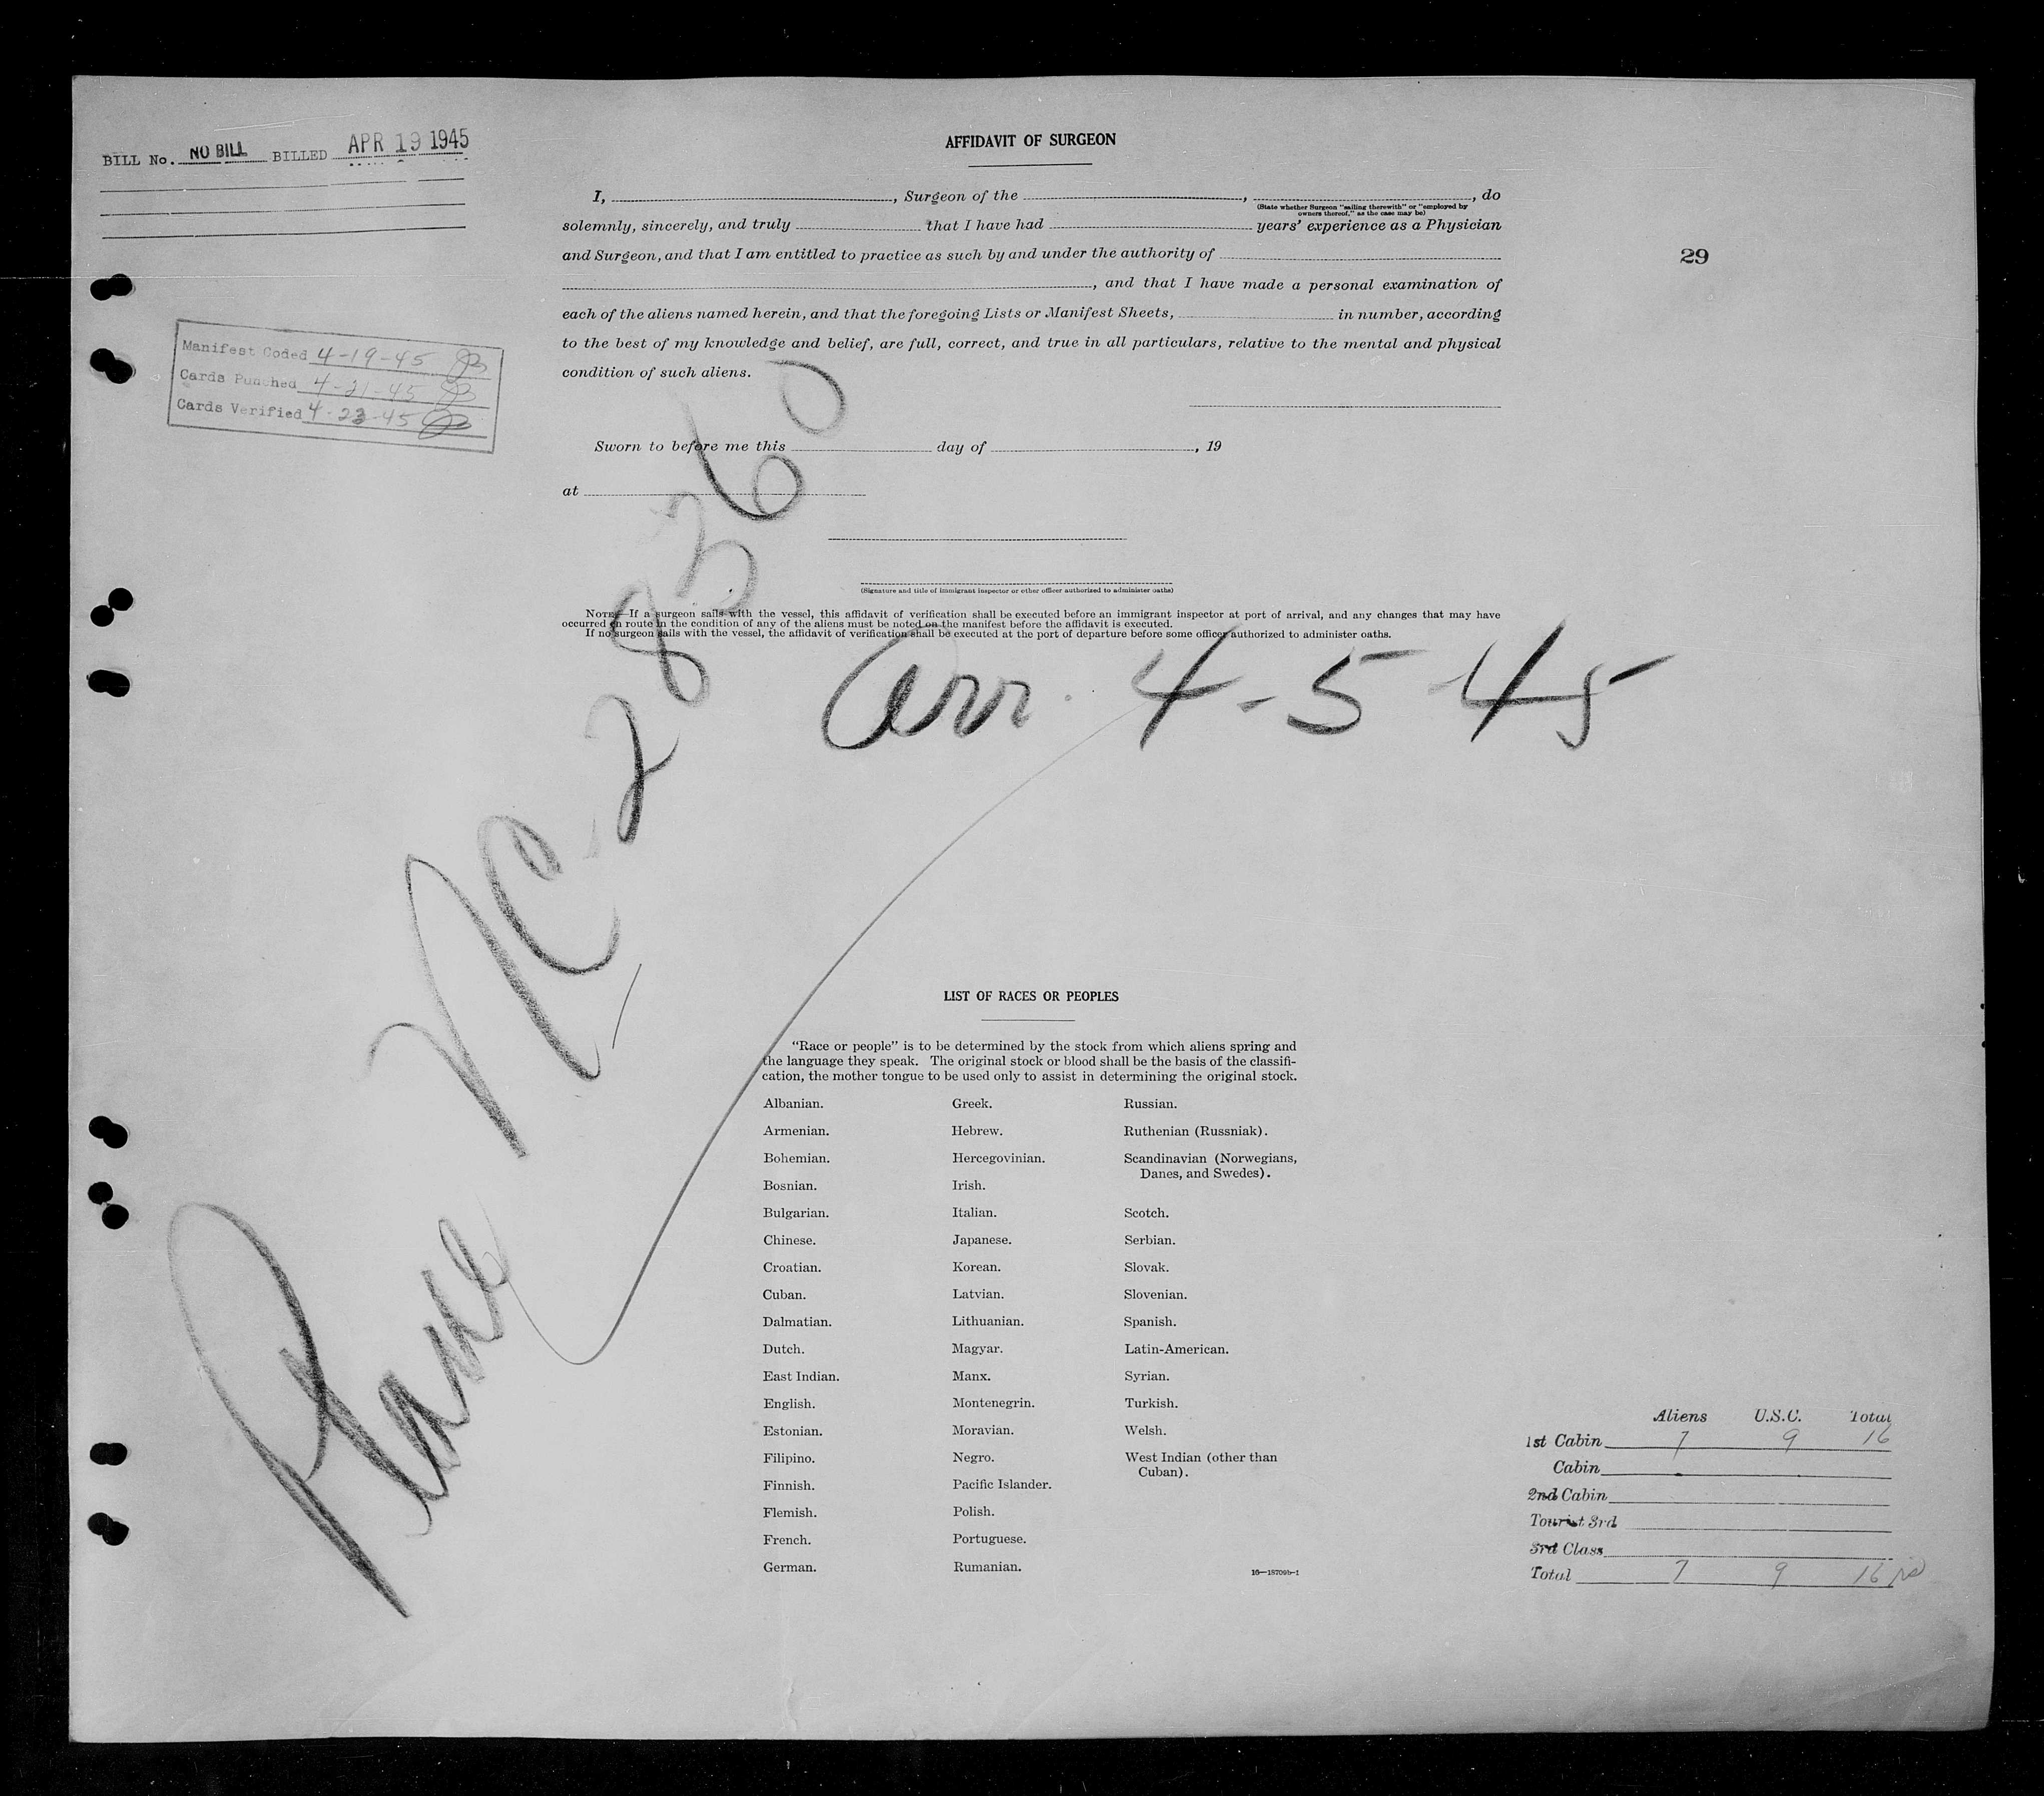 BILL No. NO BILL BILLED APR 19 1945
AFFIDAVIT OF SURGEON
I, , Surgeon of the , , do
(State whether Surgeon "sailing therewith" or "employed by
owners thereof," as the case may be)
solemnly, sincerely, and truly that I have had years' experience as a Physician
and Surgeon, and that I am entitled to practice as such by and under the authority of
, and that I have made a personal examination of
each of the aliens named herein, and that the foregoing Lists or Manifest Sheets, in number, according
to the best of my knowledge and belief, are full, correct, and true in all particulars, relative to the mental and physical
condition of such aliens.
29
Manifest Coded 4-19-45
Cards Punched 4-21-45
Cards Verified 4-23-45
Sworn to before me this day of , 19
at
(Signature and title of immigrant inspector or other officer authorized to administer oaths)
NOTE.—If a surgeon sails with the vessel, this affidavit of verification shall be executed before an immigrant inspector at port of arrival, and any changes that may have
occurred en route in the condition of any of the aliens must be noted on the manifest before the affidavit is executed.
If no surgeon sails with the vessel, the affidavit of verification shall be executed at the port of departure before some officer authorized to administer oaths.
Plane NC-28360
Arr. 4-5-45
LIST OF RACES OR PEOPLES
"Race or people" is to be determined by the stock from which aliens spring and
the language they speak. The original stock or blood shall be the basis of the classifi-
cation, the mother tongue to be used only to assist in determining the original stock.
Albanian.
Armenian.
Bohemian.
Bosnian.
Bulgarian.
Chinese.
Croatian.
Cuban.
Dalmatian.
Dutch.
East Indian.
English.
Estonian.
Filipino.
Finnish.
Flemish.
French.
German.
Greek.
Hebrew.
Hercegovinian.
Irish.
Italian.
Japanese.
Korean.
Latvian.
Lithuanian.
Magyar.
Manx.
Montenegrin.
Moravian.
Negro.
Pacific Islander.
Polish.
Portuguese.
Rumanian.
Russian.
Ruthenian (Russniak).
Scandinavian (Norwegians,
Danes, and Swedes).
Scotch.
Serbian.
Slovak.
Slovenian.
Spanish.
Latin-American.
Syrian.
Turkish.
Welsh.
West Indian (other than
Cuban).
16—18709b-1
Aliens U.S.C. Total
1st Cabin 7 9 16
Cabin
2nd Cabin
Tourist 3rd
3rd Class
Total 7 9 16